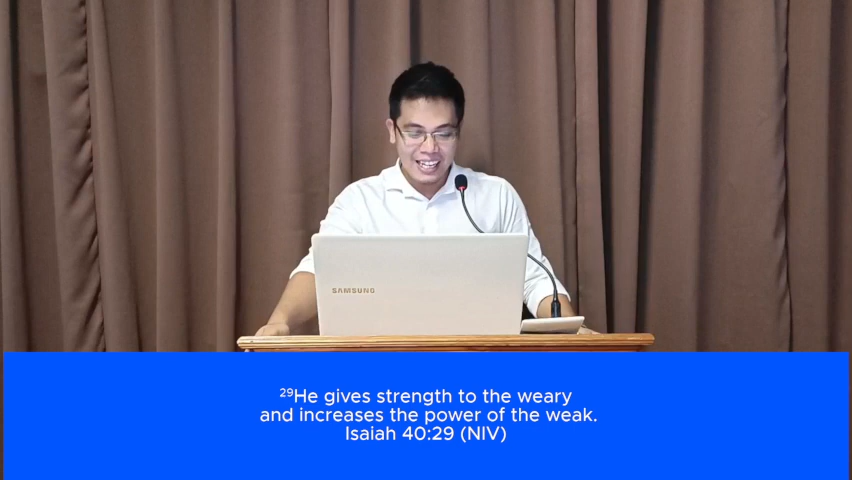 SAMSUNG
²⁹He gives strength to the weary
and increases the power of the weak.
Isaiah 40:29 (NIV)